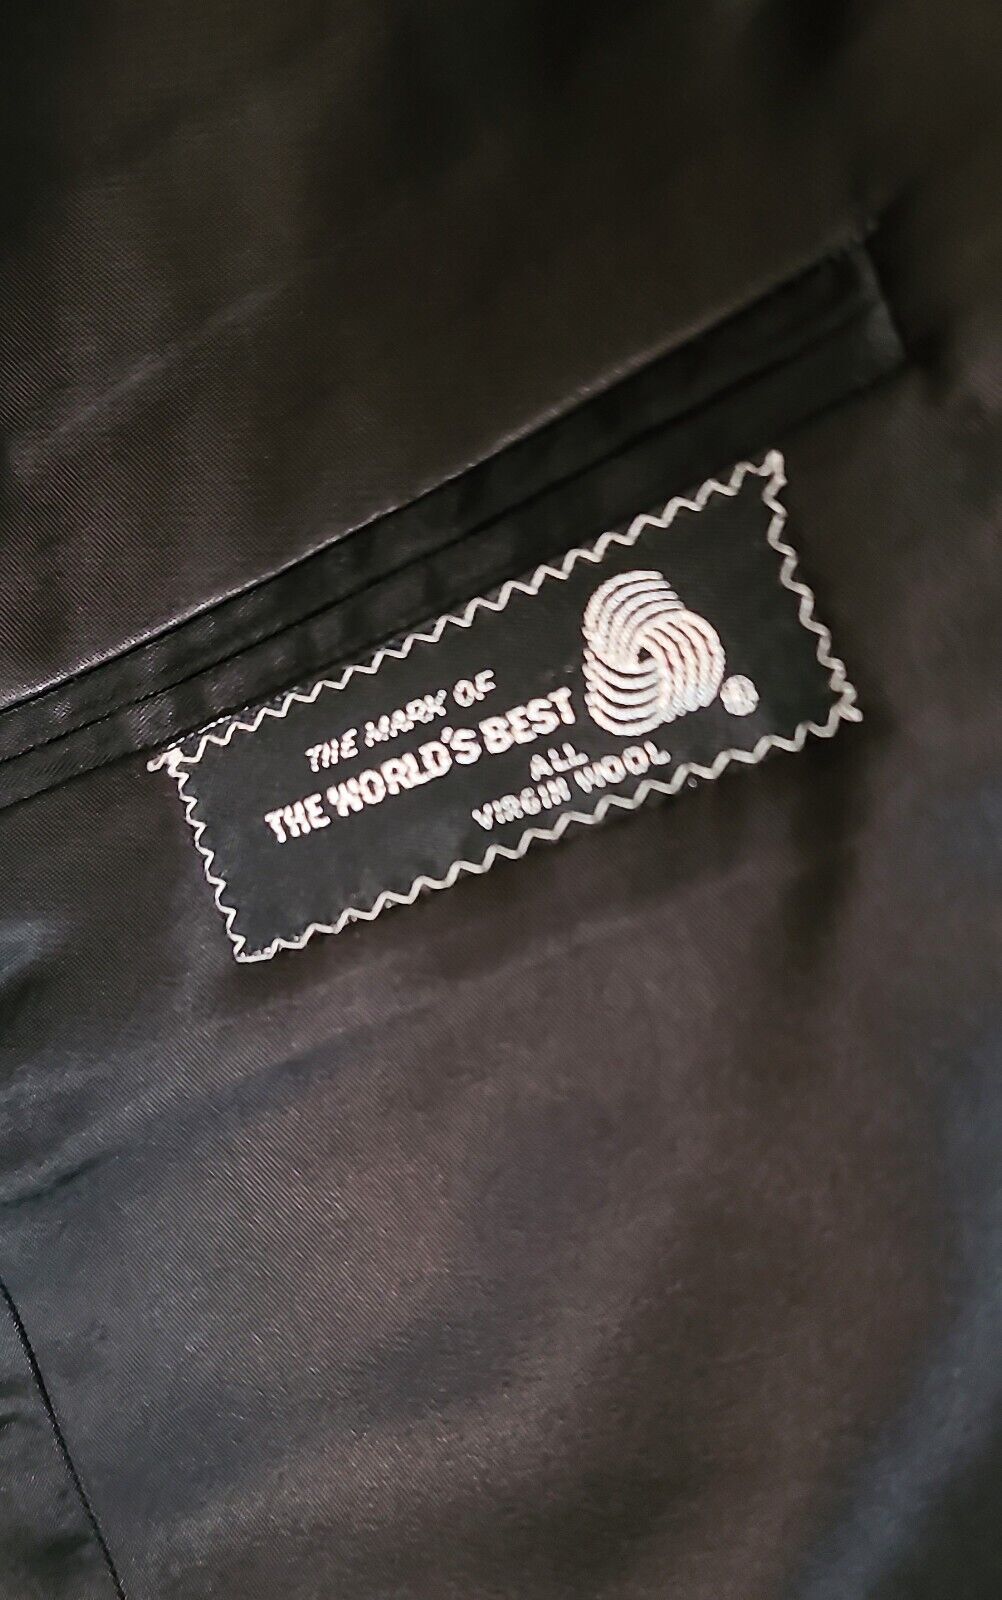 THE MARK OF
THE WORLD'S BEST
ALL
VIRGIN WOOL